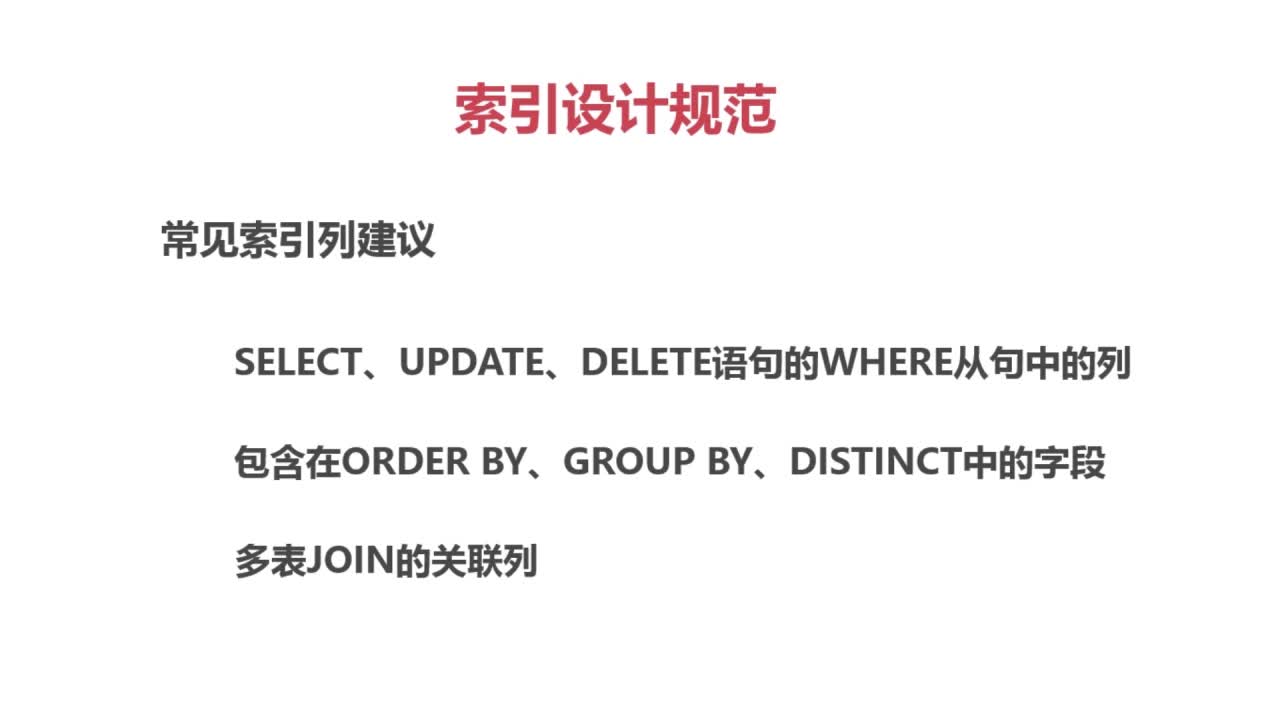 索引设计规范
常见索引列建议
SELECT、UPDATE、DELETE语句的WHERE从句中的列
包含在ORDER BY、GROUP BY、DISTINCT中的字段
多表JOIN的关联列